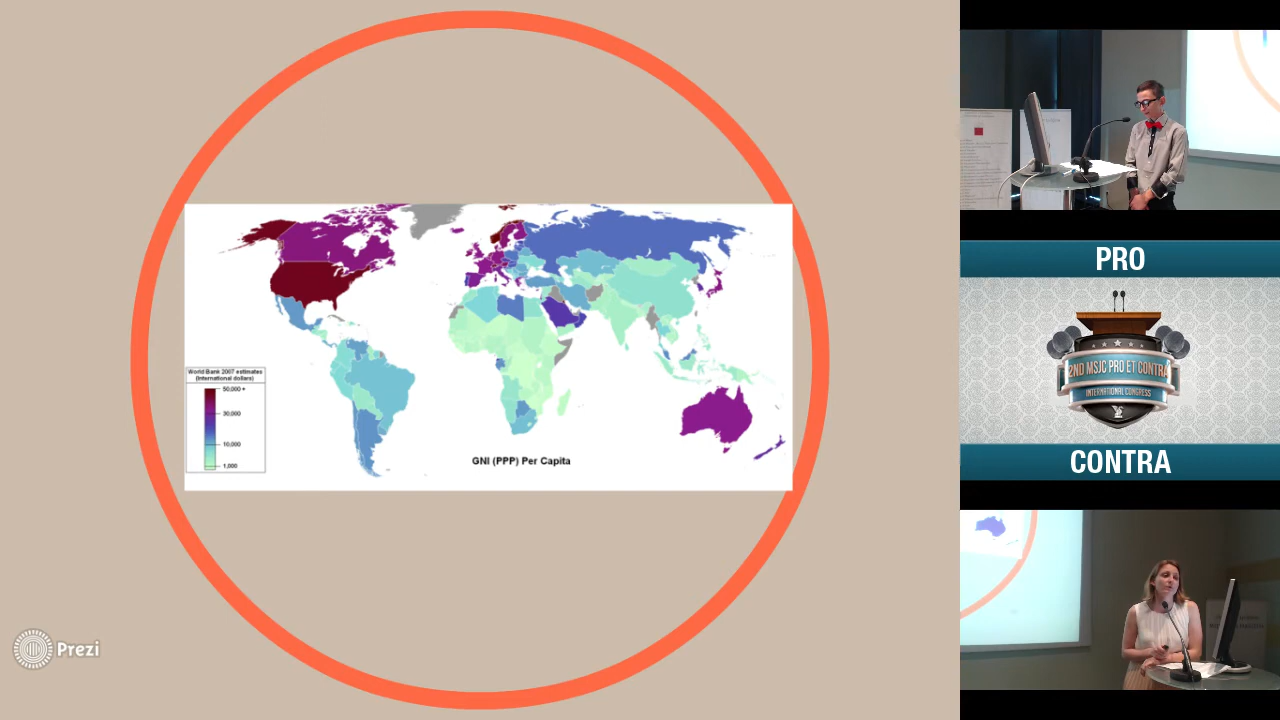 World Bank 2007 estimates
(international dollars)
50,000 +
30,000
10,000
1,000
GNI (PPP) Per Capita
Prezi
PRO
2ND MSJC PRO ET CONTRA
INTERNATIONAL CONGRESS
CONTRA